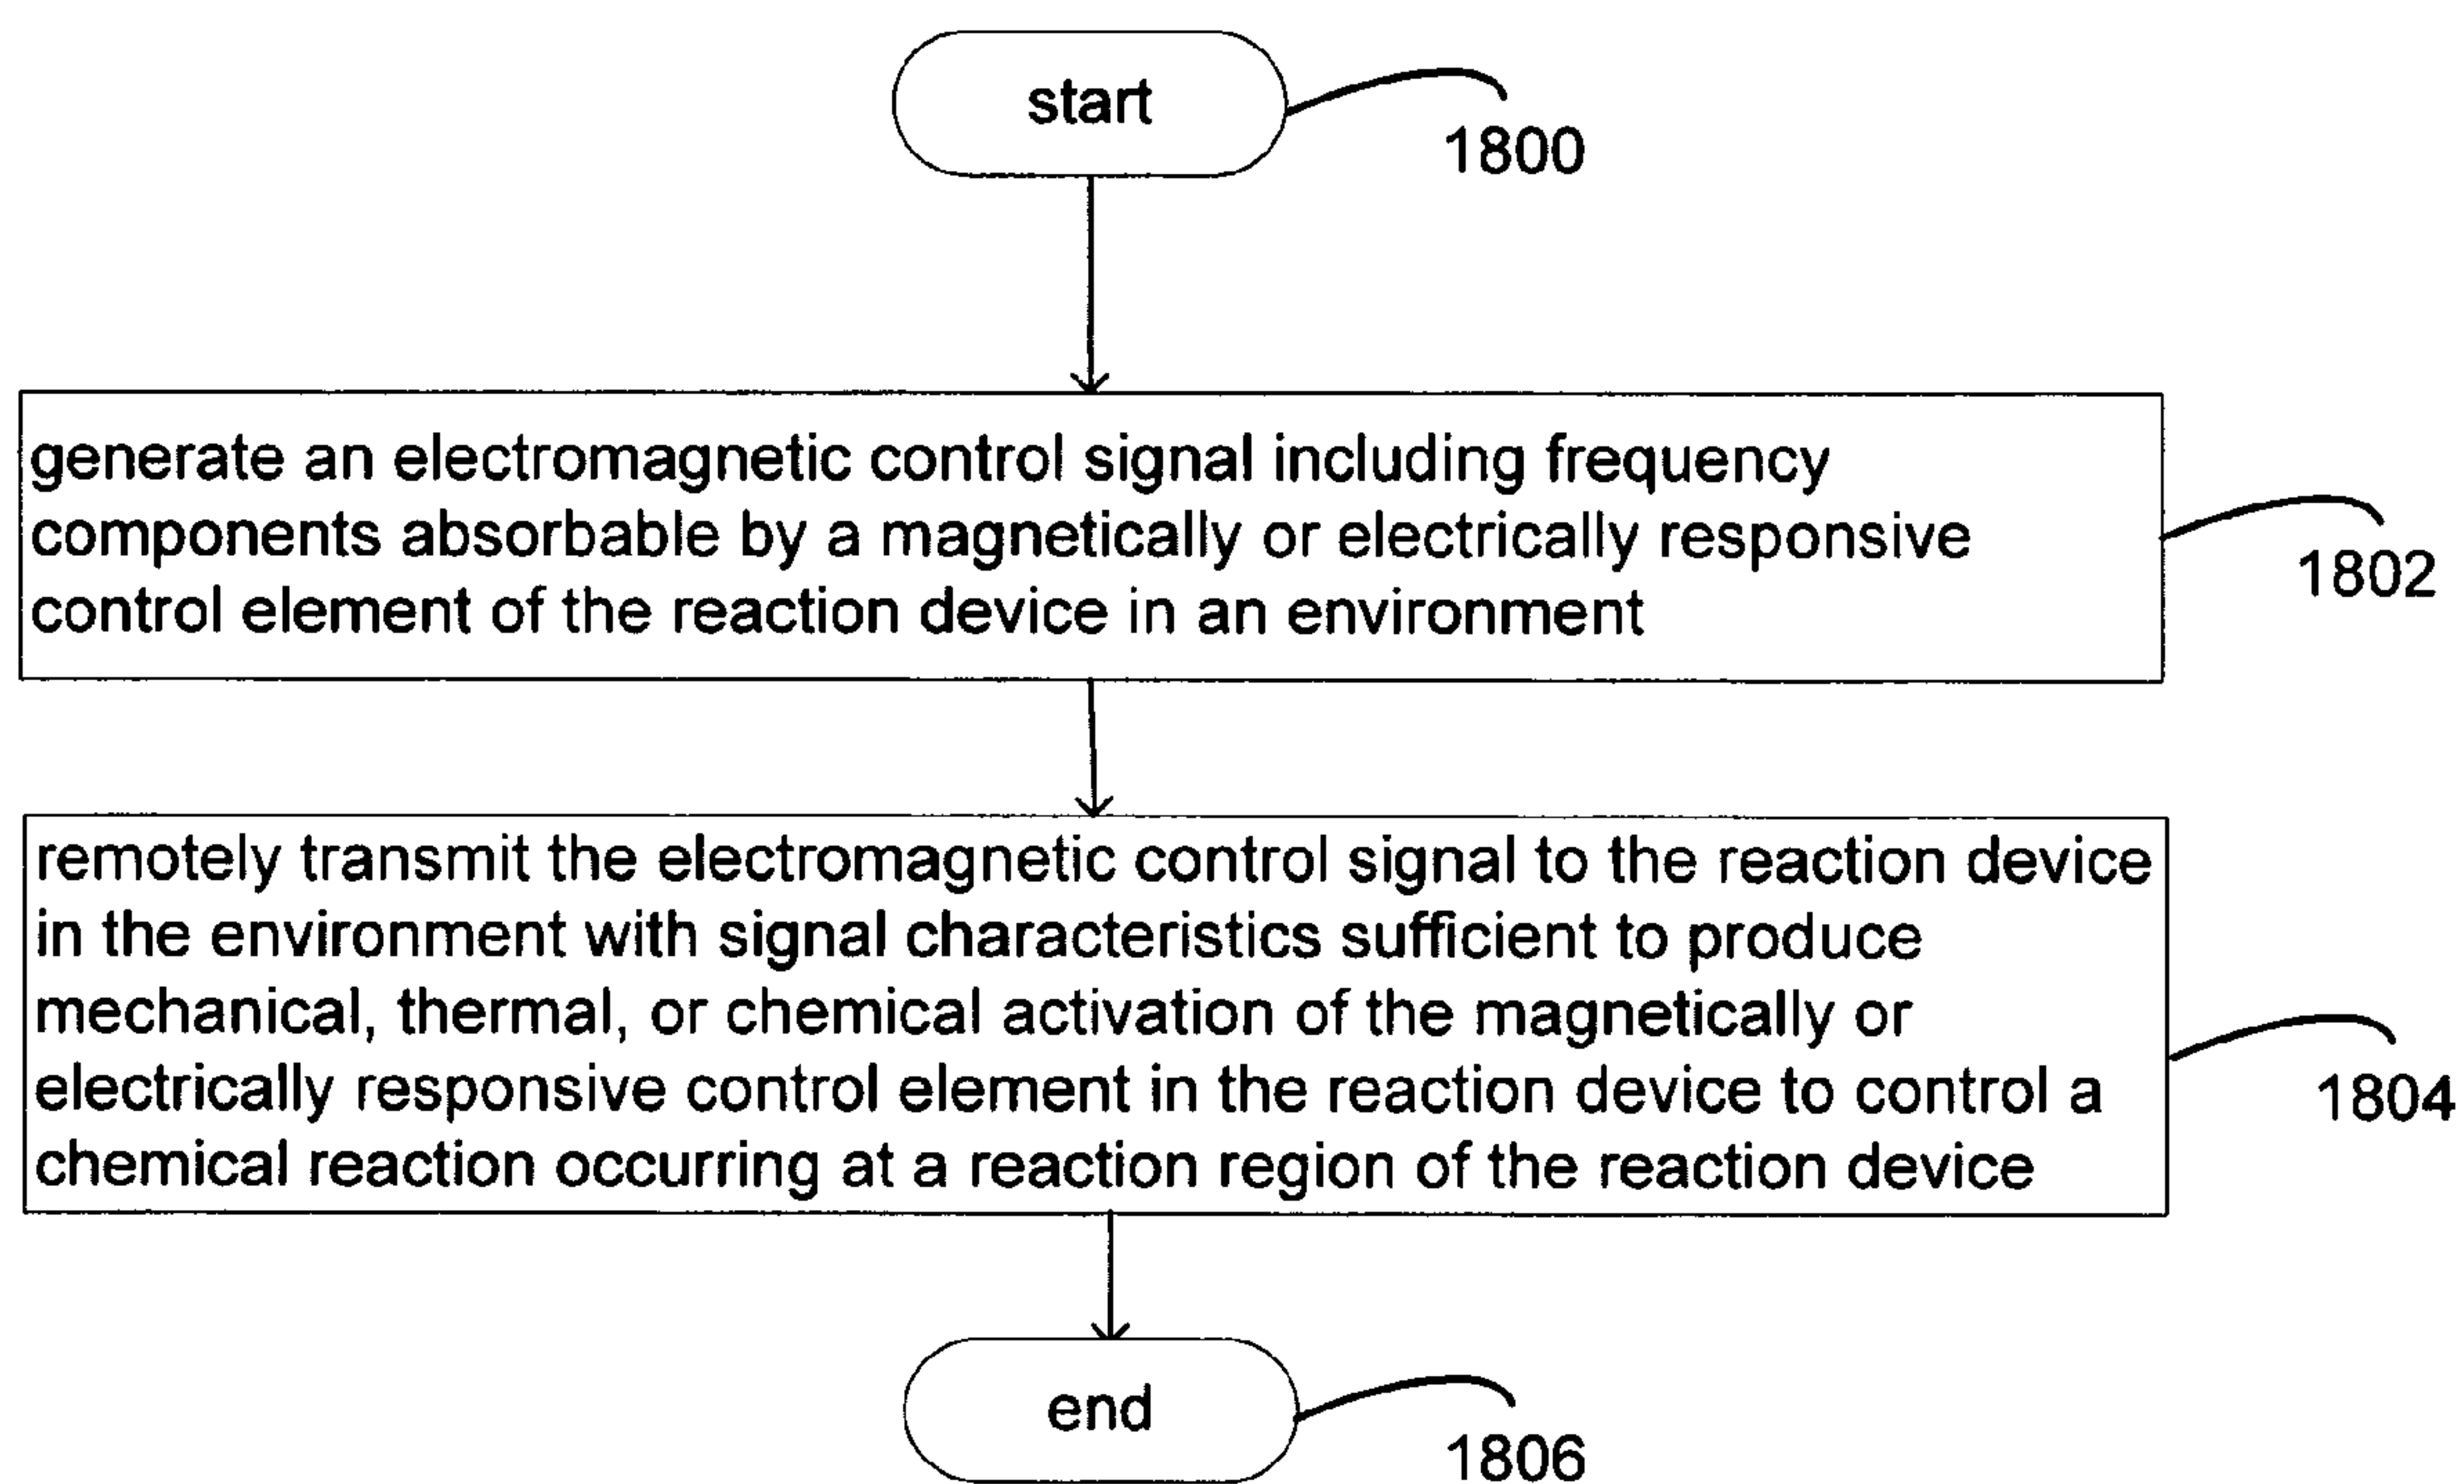 start
1800
generate an electromagnetic control signal including frequency
components absorbable by a magnetically or electrically responsive
control element of the reaction device in an environment
1802
remotely transmit the electromagnetic control signal to the reaction device
in the environment with signal characteristics sufficient to produce
mechanical, thermal, or chemical activation of the magnetically or
electrically responsive control element in the reaction device to control a
chemical reaction occurring at a reaction region of the reaction device
1804
end
1806